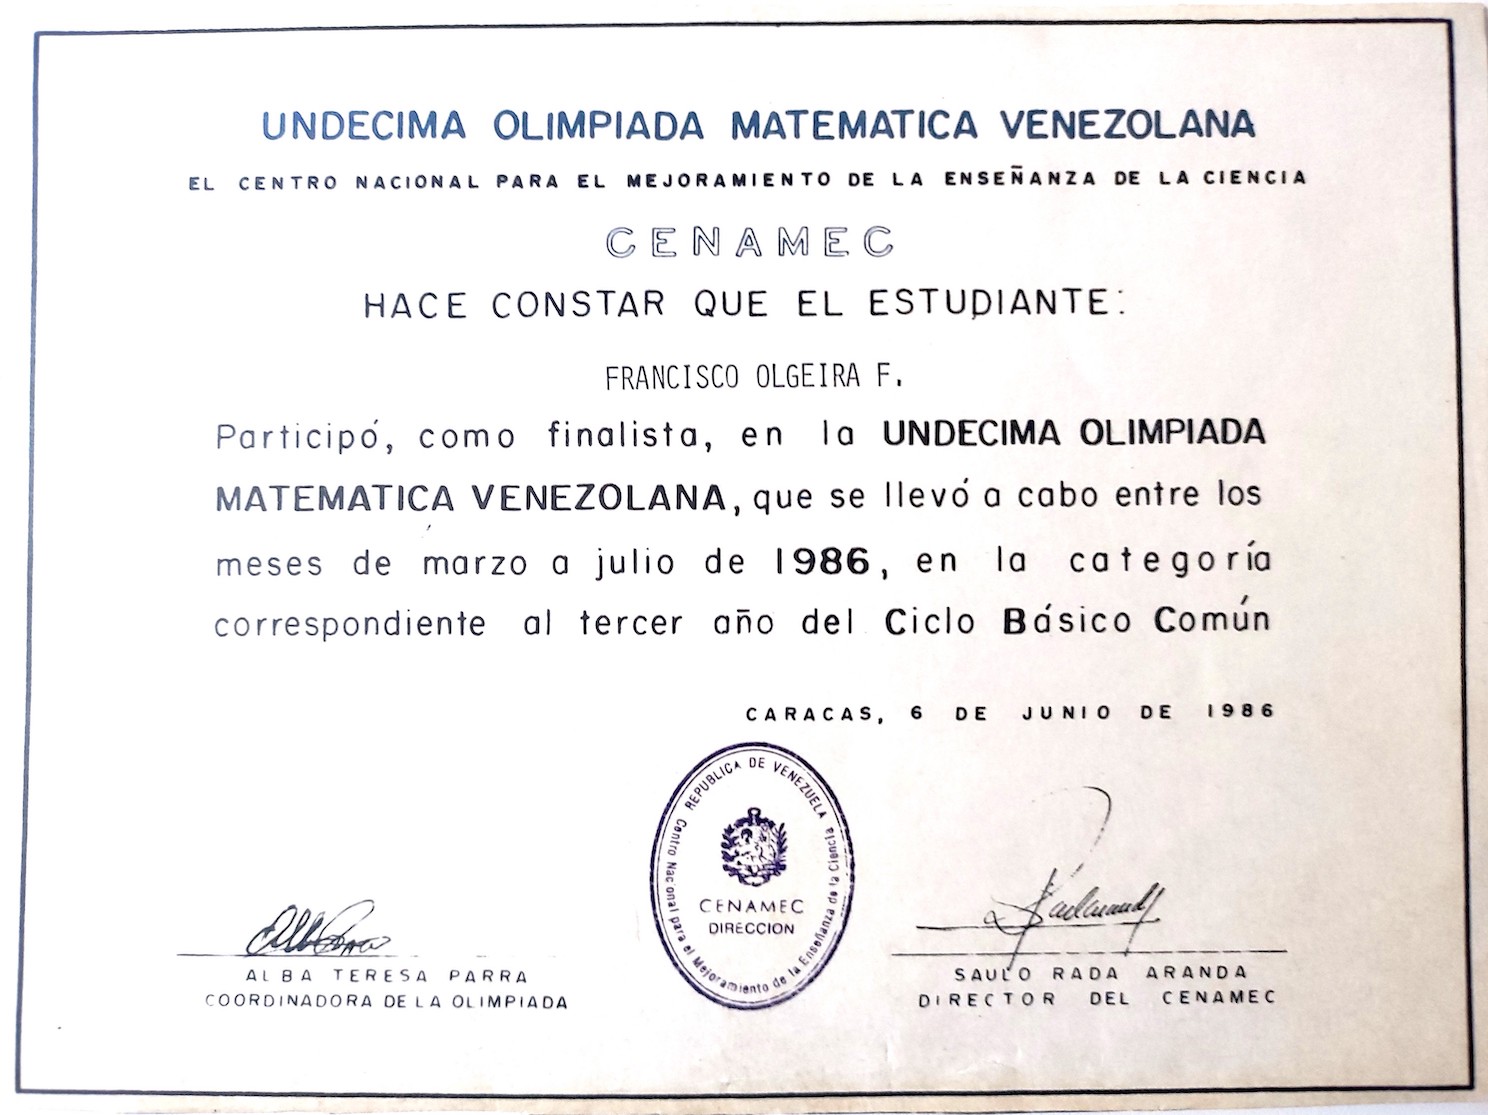 UNDECIMA OLIMPIADA MATEMATICA VENEZOLANA
EL CENTRO NACIONAL PARA EL MEJORAMIENTO DE LA ENSEÑANZA DE LA CIENCIA
CENAMEC
HACE CONSTAR QUE EL ESTUDIANTE:
FRANCISCO OLGEIRA F.
Participó, como finalista, en la UNDECIMA OLIMPIADA
MATEMATICA VENEZOLANA, que se llevó a cabo entre los
meses de marzo a julio de 1986, en la categoría
correspondiente al tercer año del Ciclo Básico Común
CARACAS, 6 DE JUNIO DE 1986
REPUBLICA DE VENEZUELA
Centro Nacional para el Mejoramiento de la Enseñanza de la Ciencia
CENAMEC
DIRECCION
ALBA TERESA PARRA
COORDINADORA DE LA OLIMPIADA
SAULO RADA ARANDA
DIRECTOR DEL CENAMEC